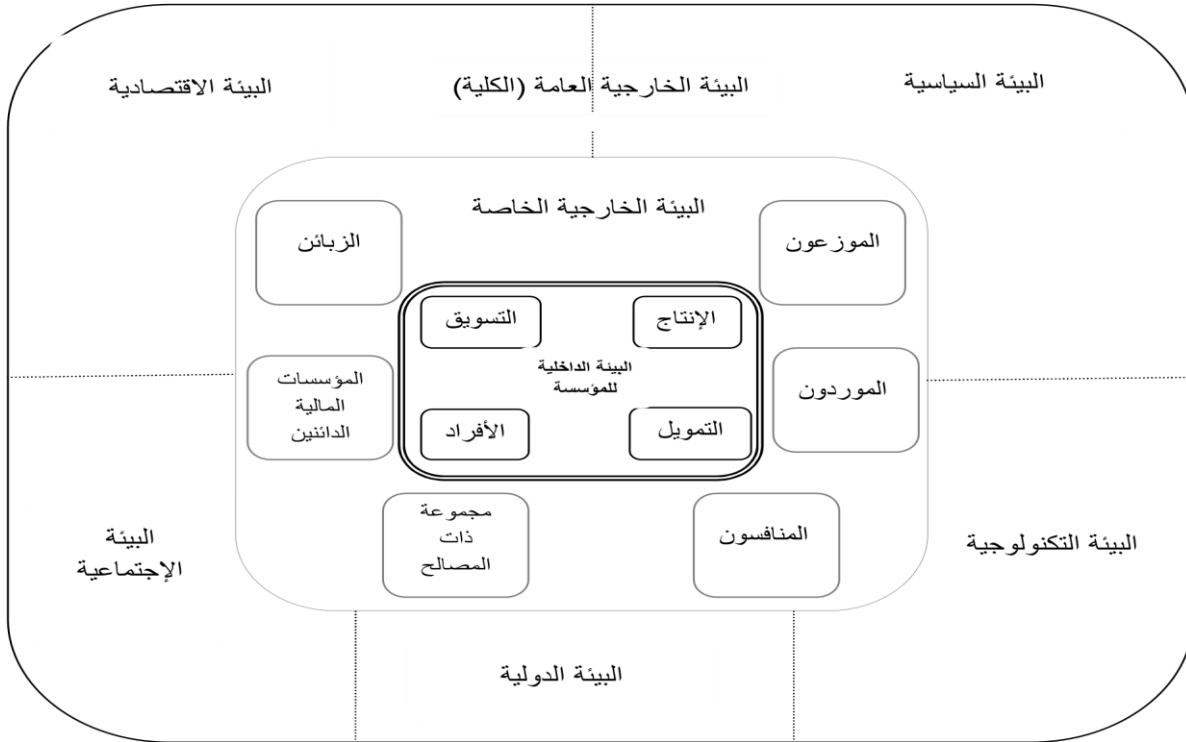 البيئة السياسية
البيئة الخارجية العامة (الكلية)
البيئة الاقتصادية
البيئة الخارجية الخاصة
الموزعون
الزبائن
الإنتاج
التسويق
البيئة الداخلية
للمؤسسة
الموردون
المؤسسات
المالية
الدائنين
التمويل
الأفراد
المنافسون
مجموعة
ذات
المصالح
البيئة التكنولوجية
البيئة
الإجتماعية
البيئة الدولية